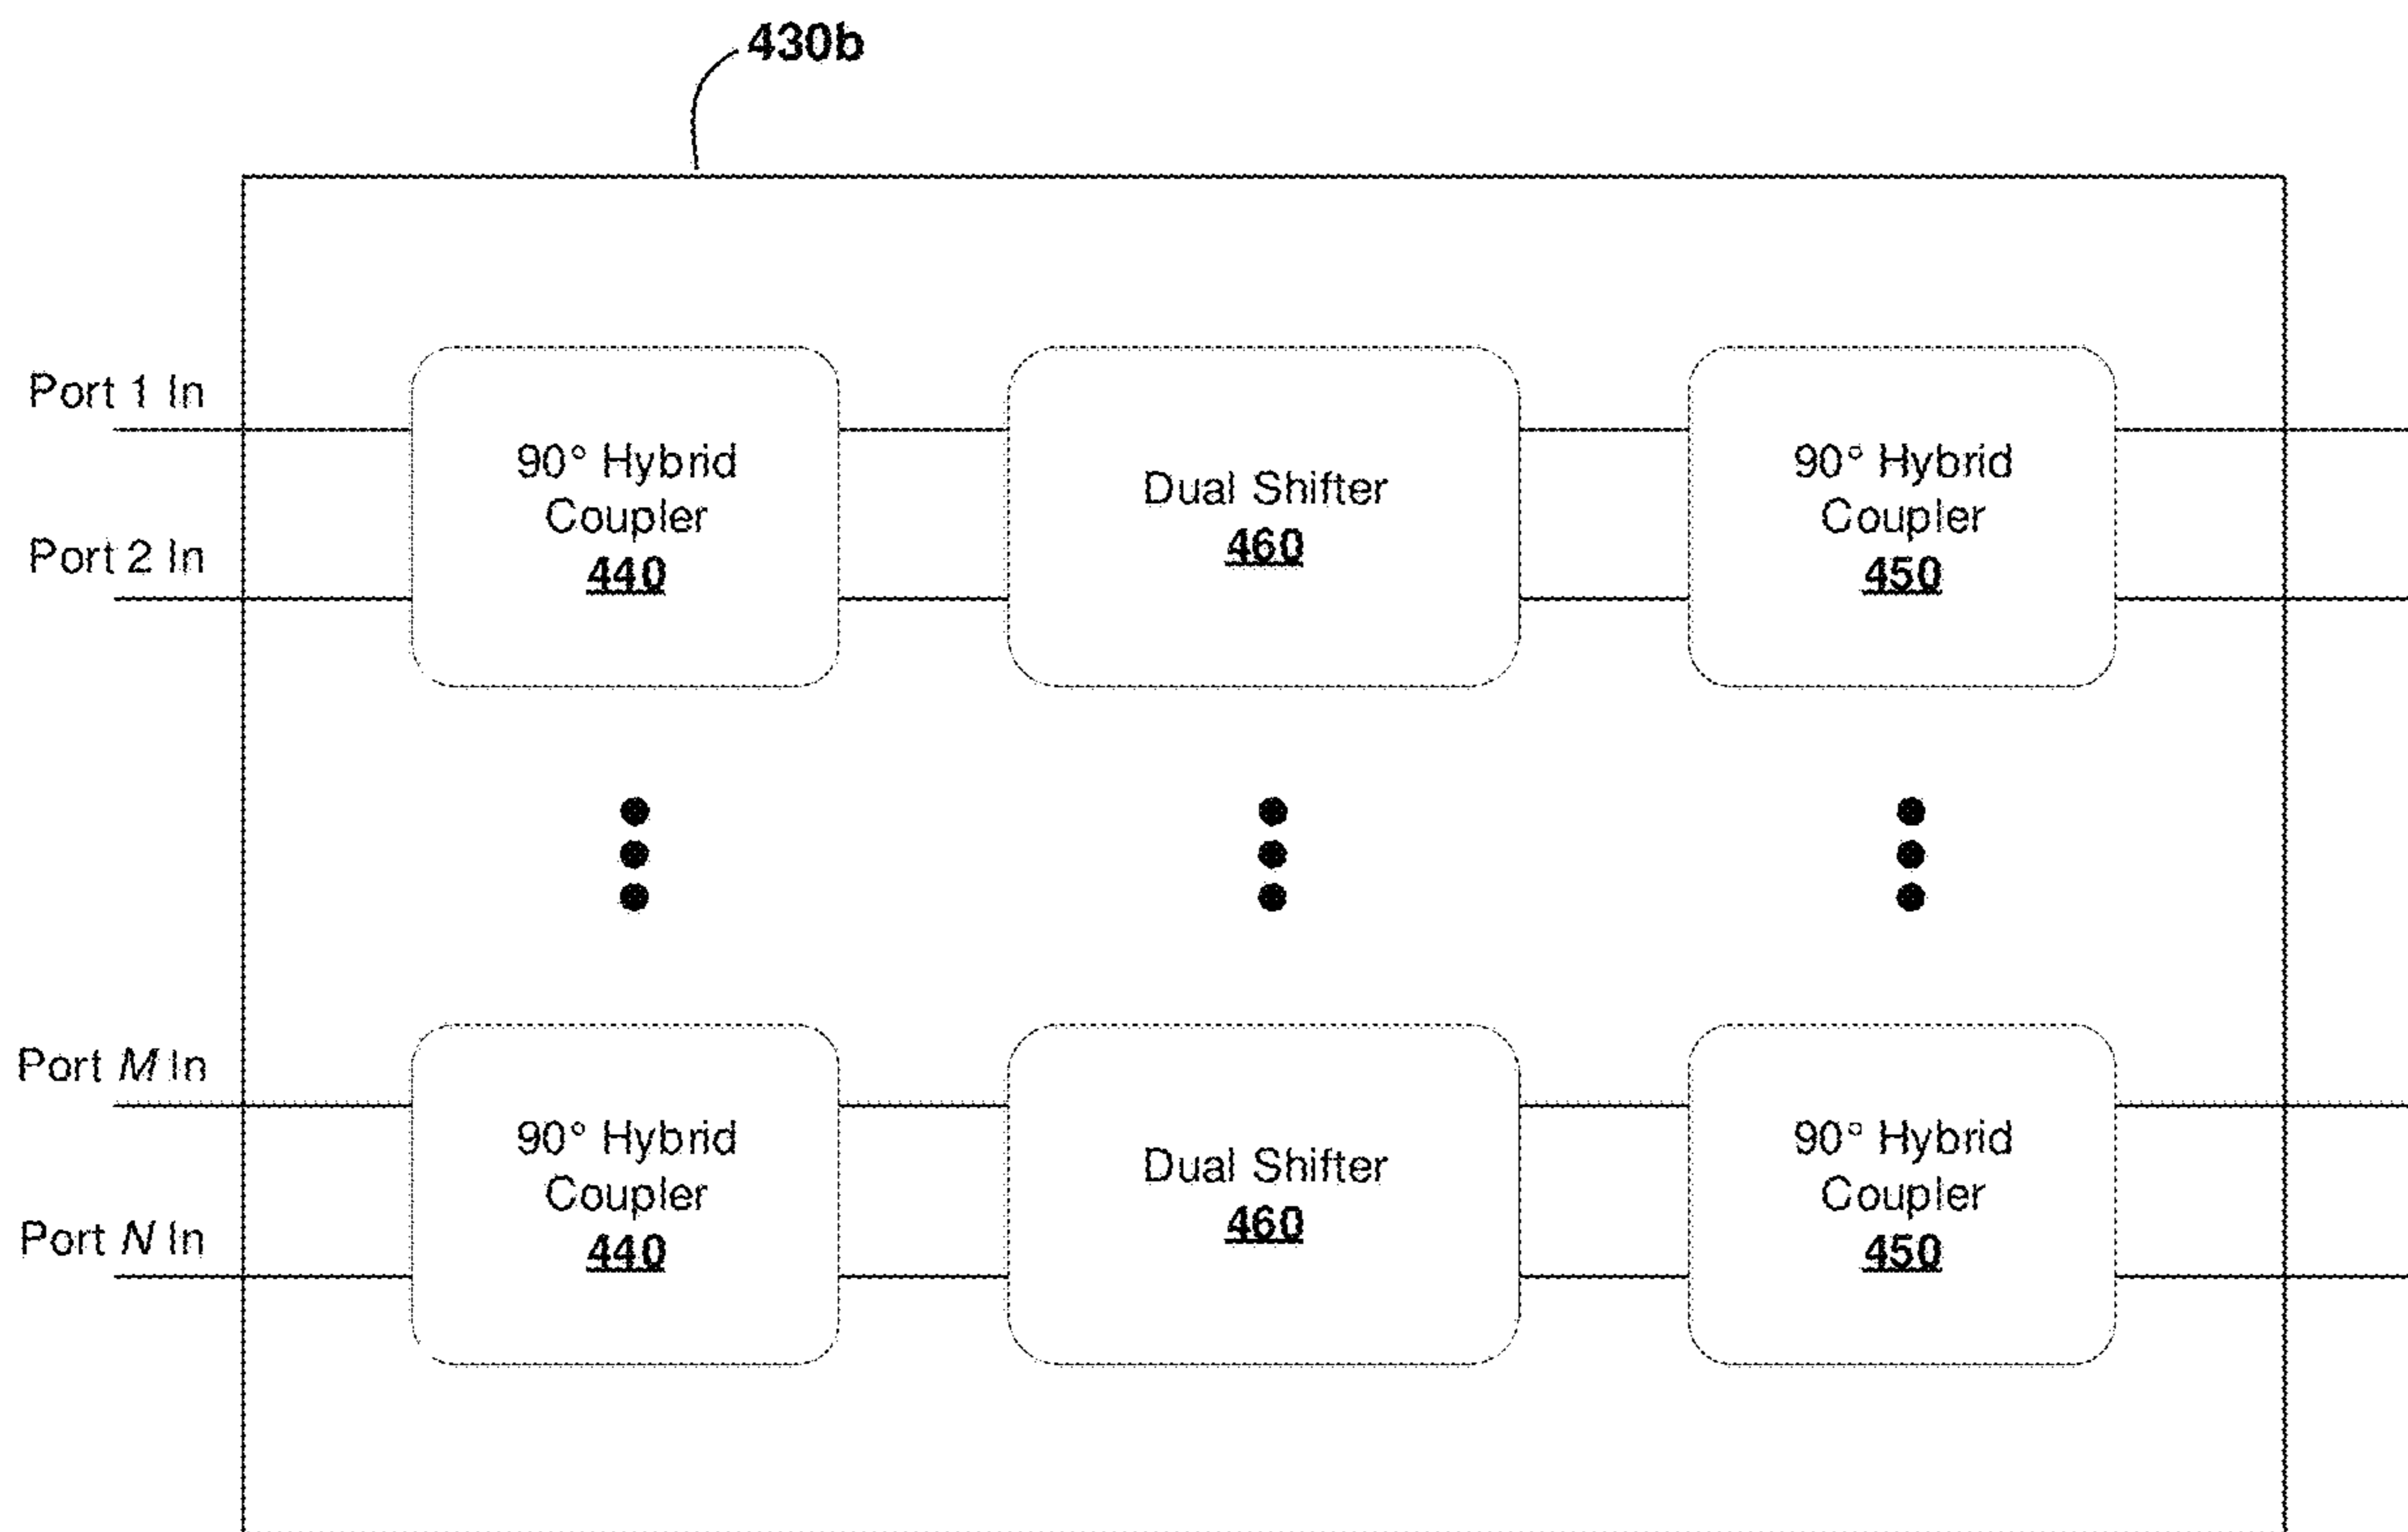 430b
Port 1 In
Port 2 In
90° Hybrid
Coupler
440
Dual Shifter
460
90° Hybrid
Coupler
450
Port M In
Port N In
90° Hybrid
Coupler
440
Dual Shifter
460
90° Hybrid
Coupler
450